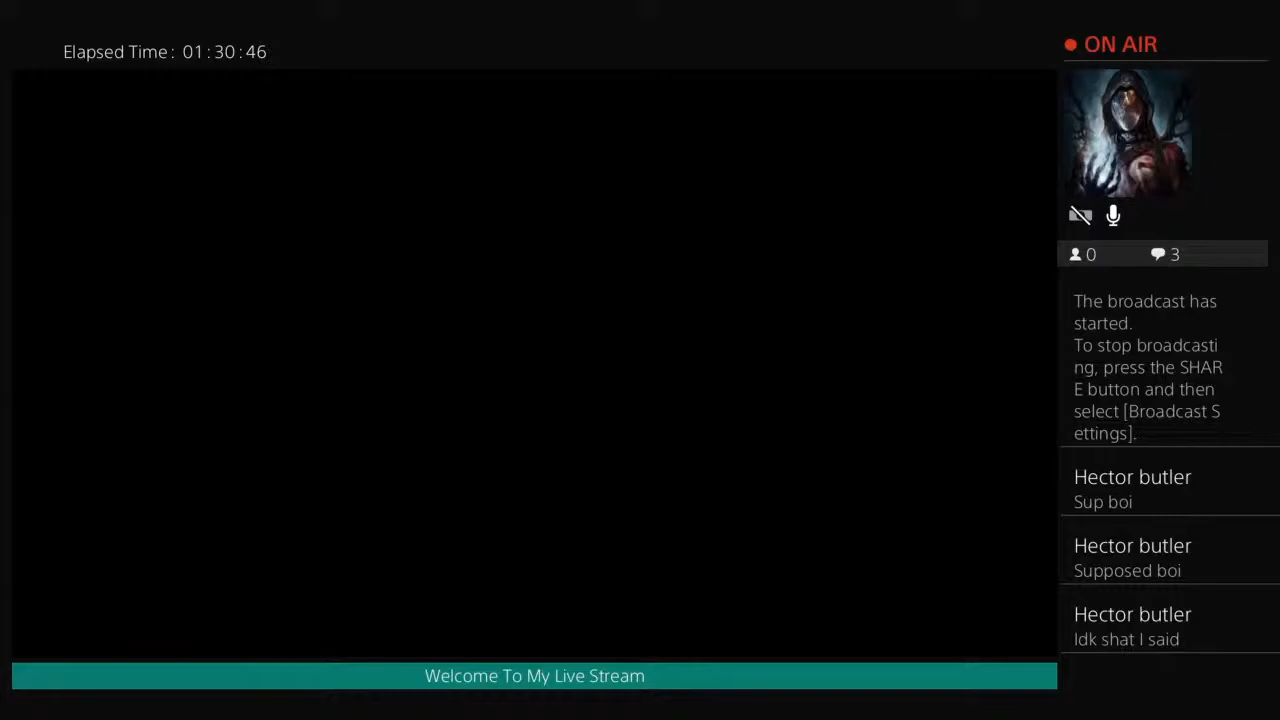 Elapsed Time: 01:30:46
ON AIR
0 3
The broadcast has
started.
To stop broadcasti
ng, press the SHAR
E button and then
select [Broadcast S
ettings].
Hector butler
Sup boi
Hector butler
Supposed boi
Hector butler
Idk shat I said
Welcome To My Live Stream